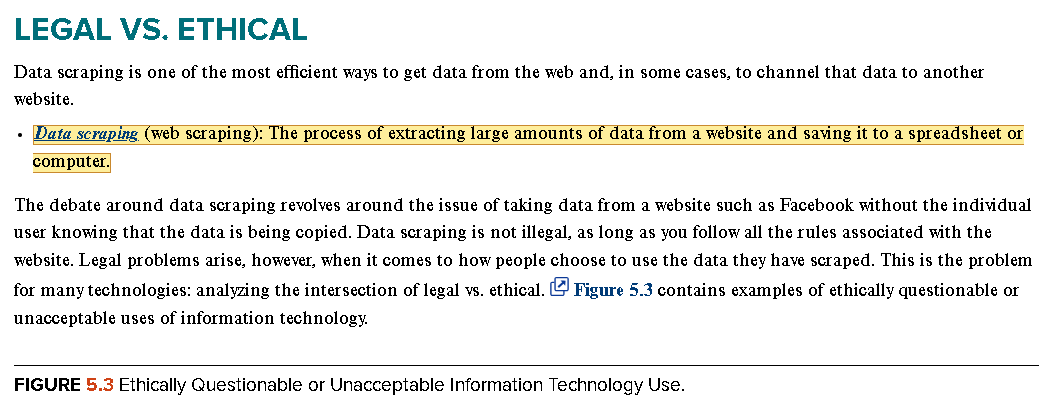 LEGAL VS. ETHICAL
Data scraping is one of the most efficient ways to get data from the web and, in some cases, to channel that data to another
website.
• Data scraping (web scraping): The process of extracting large amounts of data from a website and saving it to a spreadsheet or
computer.
The debate around data scraping revolves around the issue of taking data from a website such as Facebook without the individual
user knowing that the data is being copied. Data scraping is not illegal, as long as you follow all the rules associated with the
website. Legal problems arise, however, when it comes to how people choose to use the data they have scraped. This is the problem
for many technologies: analyzing the intersection of legal vs. ethical. Figure 5.3 contains examples of ethically questionable or
unacceptable uses of information technology.
FIGURE 5.3 Ethically Questionable or Unacceptable Information Technology Use.